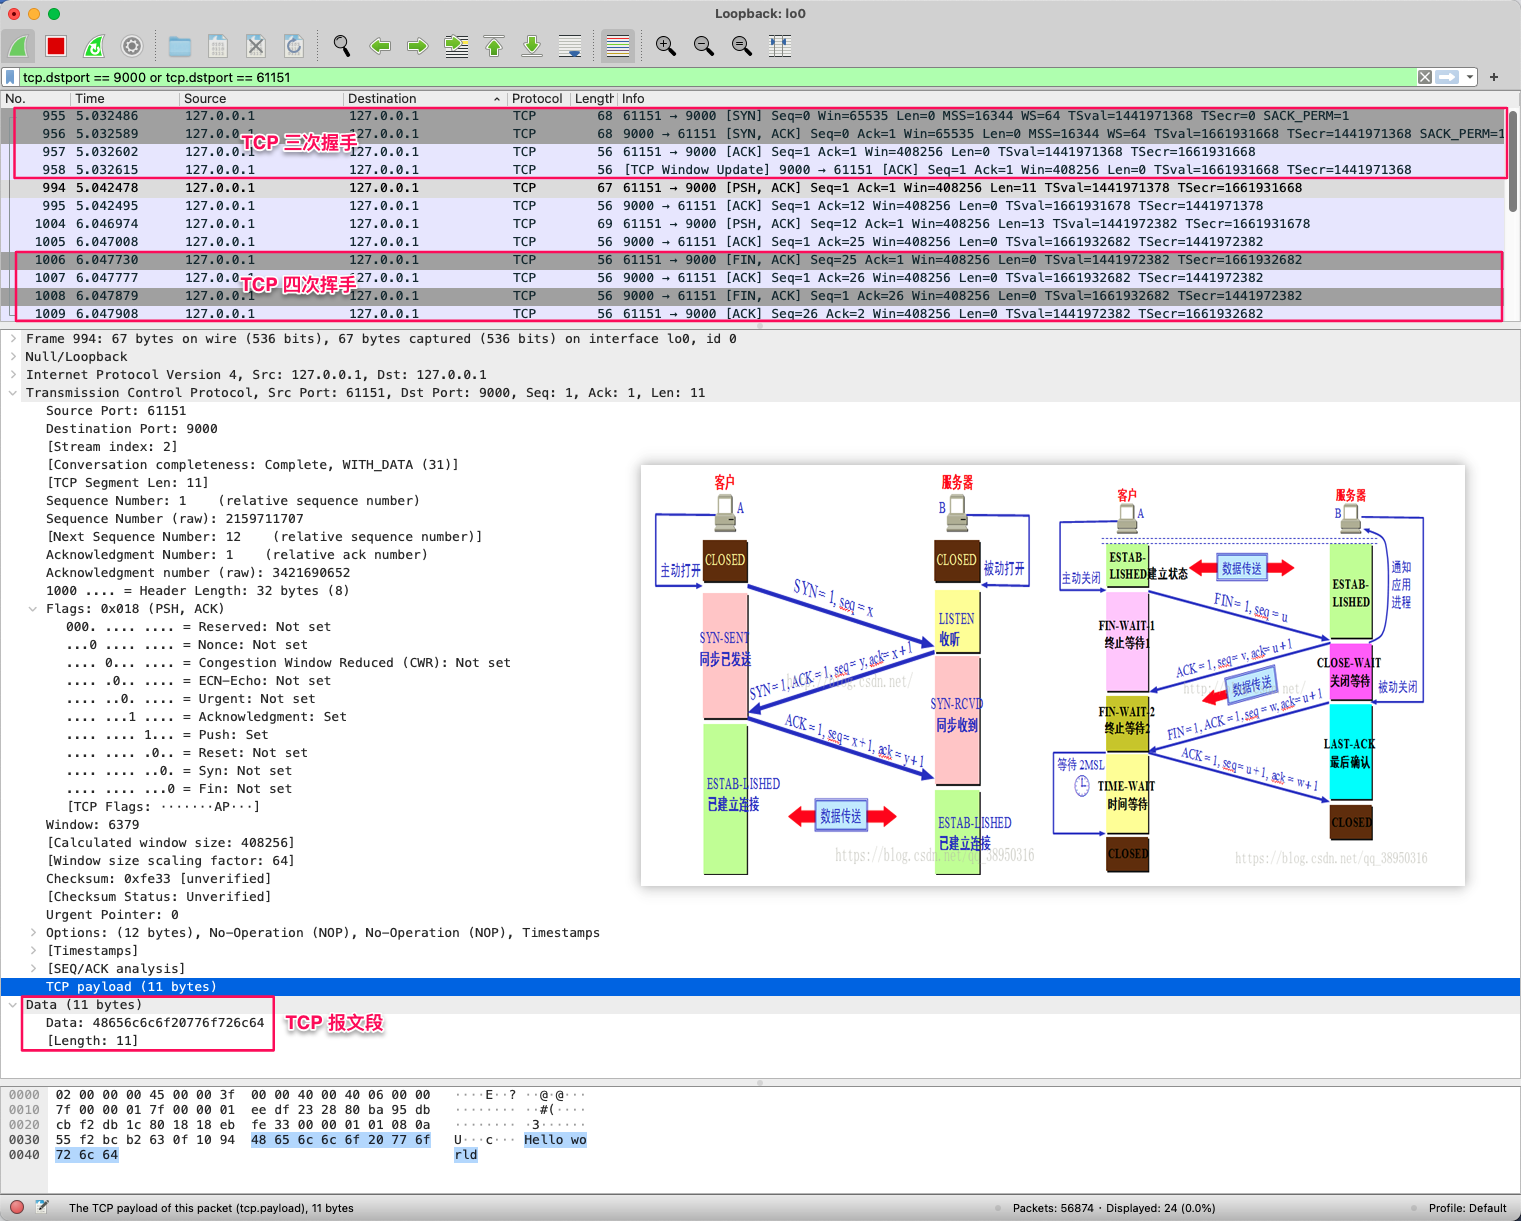 Loopback: lo0
tcp.dstport == 9000 or tcp.dstport == 61151
No. Time Source Destination Protocol Length Info
955 5.032486 127.0.0.1 127.0.0.1 TCP 68 61151 → 9000 [SYN] Seq=0 Win=65535 Len=0 MSS=16344 WS=64 TSval=1441971368 TSecr=0 SACK_PERM=1
956 5.032589 127.0.0.1 127.0.0.1 TCP 68 9000 → 61151 [SYN, ACK] Seq=0 Ack=1 Win=65535 Len=0 MSS=16344 WS=64 TSval=1661931668 TSecr=1441971368 SACK_PERM=1
TCP 三次握手
957 5.032602 127.0.0.1 127.0.0.1 TCP 56 61151 → 9000 [ACK] Seq=1 Ack=1 Win=408256 Len=0 TSval=1441971368 TSecr=1661931668
958 5.032615 127.0.0.1 127.0.0.1 TCP 56 [TCP Window Update] 9000 → 61151 [ACK] Seq=1 Ack=1 Win=408256 Len=0 TSval=1661931668 TSecr=1441971368
994 5.042478 127.0.0.1 127.0.0.1 TCP 67 61151 → 9000 [PSH, ACK] Seq=1 Ack=1 Win=408256 Len=11 TSval=1441971378 TSecr=1661931668
995 5.042495 127.0.0.1 127.0.0.1 TCP 56 9000 → 61151 [ACK] Seq=1 Ack=12 Win=408256 Len=0 TSval=1661931678 TSecr=1441971378
1004 6.046974 127.0.0.1 127.0.0.1 TCP 69 61151 → 9000 [PSH, ACK] Seq=12 Ack=1 Win=408256 Len=13 TSval=1441972382 TSecr=1661931678
1005 6.047008 127.0.0.1 127.0.0.1 TCP 56 9000 → 61151 [ACK] Seq=1 Ack=25 Win=408256 Len=0 TSval=1661932682 TSecr=1441972382
1006 6.047730 127.0.0.1 127.0.0.1 TCP 56 61151 → 9000 [FIN, ACK] Seq=25 Ack=1 Win=408256 Len=0 TSval=1441972382 TSecr=1661932682
1007 6.047777 127.0.0.1 127.0.0.1 TCP 56 9000 → 61151 [ACK] Seq=1 Ack=26 Win=408256 Len=0 TSval=1661932682 TSecr=1441972382
TCP 四次挥手
1008 6.047879 127.0.0.1 127.0.0.1 TCP 56 9000 → 61151 [FIN, ACK] Seq=1 Ack=26 Win=408256 Len=0 TSval=1661932682 TSecr=1441972382
1009 6.047908 127.0.0.1 127.0.0.1 TCP 56 61151 → 9000 [ACK] Seq=26 Ack=2 Win=408256 Len=0 TSval=1441972382 TSecr=1661932682
Frame 994: 67 bytes on wire (536 bits), 67 bytes captured (536 bits) on interface lo0, id 0
Null/Loopback
Internet Protocol Version 4, Src: 127.0.0.1, Dst: 127.0.0.1
Transmission Control Protocol, Src Port: 61151, Dst Port: 9000, Seq: 1, Ack: 1, Len: 11
Source Port: 61151
Destination Port: 9000
[Stream index: 2]
[Conversation completeness: Complete, WITH_DATA (31)]
[TCP Segment Len: 11]
Sequence Number: 1 (relative sequence number)
Sequence Number (raw): 2159711707
[Next Sequence Number: 12 (relative sequence number)]
Acknowledgment Number: 1 (relative ack number)
Acknowledgment number (raw): 3421690652
1000 .... = Header Length: 32 bytes (8)
Flags: 0x018 (PSH, ACK)
000. .... .... = Reserved: Not set
...0 .... .... = Nonce: Not set
.... 0... .... = Congestion Window Reduced (CWR): Not set
.... .0.. .... = ECN-Echo: Not set
.... ..0. .... = Urgent: Not set
.... ...1 .... = Acknowledgment: Set
.... .... 1... = Push: Set
.... .... .0.. = Reset: Not set
.... .... ..0. = Syn: Not set
.... .... ...0 = Fin: Not set
[TCP Flags: ·······AP···]
Window: 6379
[Calculated window size: 408256]
[Window size scaling factor: 64]
Checksum: 0xfe33 [unverified]
[Checksum Status: Unverified]
Urgent Pointer: 0
Options: (12 bytes), No-Operation (NOP), No-Operation (NOP), Timestamps
[Timestamps]
[SEQ/ACK analysis]
TCP payload (11 bytes)
Data (11 bytes)
Data: 48656c6c6f20776f726c64
[Length: 11]
TCP 报文段
客户
A
服务器
B
CLOSED
CLOSED
主动打开
被动打开
SYN=1, seq=x
LISTEN
收听
SYN-SENT
同步已发送
SYN=1, ACK=1, seq=y, ack=x+1
SYN-RCVD
同步收到
ACK=1, seq=x+1, ack=y+1
ESTAB-LISHED
已建立连接
数据传送
ESTAB-LISHED
已建立连接
https://blog.csdn.net/qq_38950316
客户
A
服务器
B
ESTAB-
LISHED
建立状态
数据传送
ESTAB-
LISHED
通知
应用
进程
主动关闭
FIN=1, seq=u
FIN-WAIT-1
终止等待1
ACK=1, seq=v, ack=u+1
CLOSE-WAIT
关闭等待
数据传送
被动关闭
FIN-WAIT-2
终止等待2
FIN=1, ACK=1, seq=w, ack=u+1
LAST-ACK
最后确认
ACK=1, seq=u+1, ack=w+1
等待 2MSL
TIME-WAIT
时间等待
CLOSED
CLOSED
https://blog.csdn.net/qq_38950316
0000 02 00 00 00 45 00 00 3f 00 00 40 00 40 06 00 00 ····E··? ··@·@···
0010 7f 00 00 01 7f 00 00 01 ee df 23 28 80 ba 95 db ········ ··#(····
0020 cb f2 db 1c 80 18 18 eb fe 33 00 00 01 01 08 0a ········ ·3······
0030 55 f2 bc b2 63 0f 10 94 48 65 6c 6c 6f 20 77 6f U···c··· Hello wo
0040 72 6c 64 rld
The TCP payload of this packet (tcp.payload), 11 bytes
Packets: 56874 · Displayed: 24 (0.0%)
Profile: Default